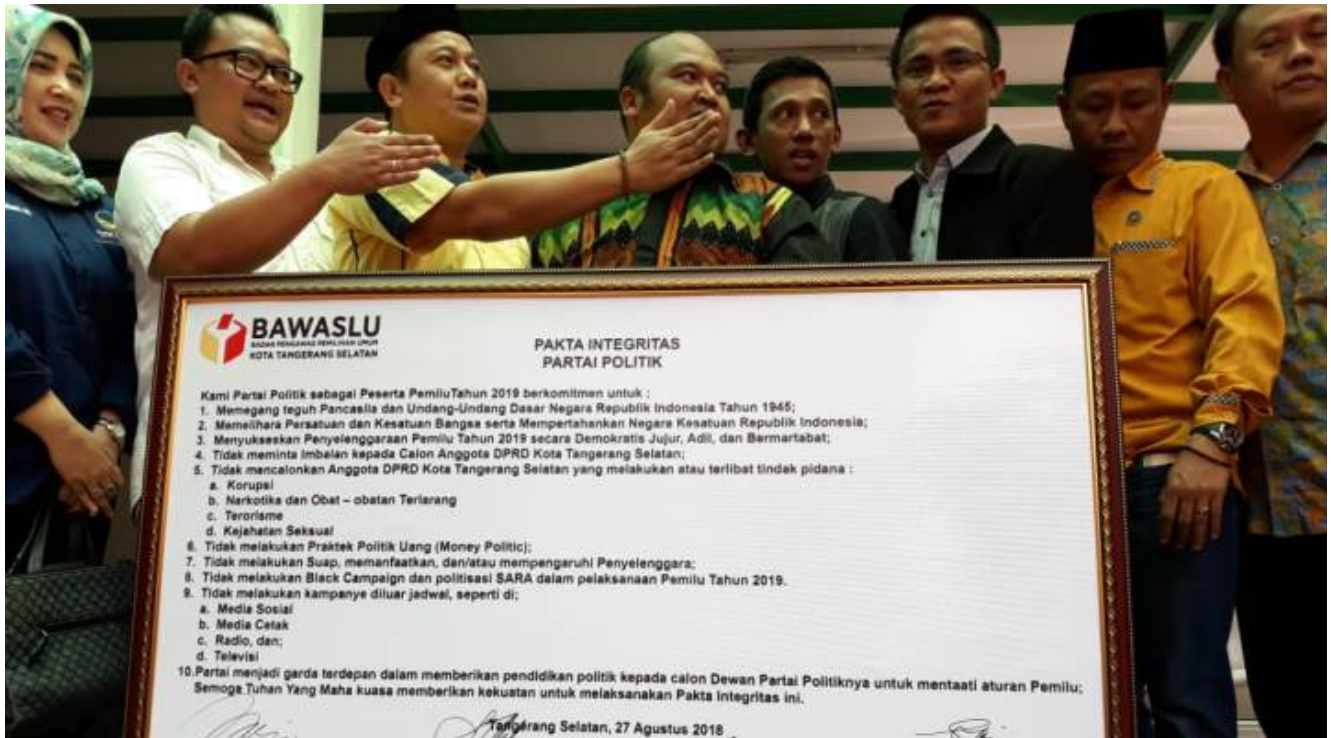 BAWASLU
BADAN PENGAWAS PEMILIHAN UMUM
KOTA TANGERANG SELATAN
PAKTA INTEGRITAS
PARTAI POLITIK
Kami Partai Politik sebagai Peserta PemiluTahun 2019 berkomitmen untuk :
1. Memegang teguh Pancasila dan Undang-Undang Dasar Negara Republik Indonesia Tahun 1945;
2. Memelihara Persatuan dan Kesatuan Bangsa serta Mempertahankan Negara Kesatuan Republik Indonesia;
3. Menyukseskan Penyelenggaraan Pemilu Tahun 2019 secara Demokratis Jujur, Adil, dan Bermartabat;
4. Tidak meminta Imbalan kepada Calon Anggota DPRD Kota Tangerang Selatan;
5. Tidak mencalonkan Anggota DPRD Kota Tangerang Selatan yang melakukan atau terlibat tindak pidana :
a. Korupsi
b. Narkotika dan Obat – obatan Terlarang
c. Terorisme
d. Kejahatan Seksual
6. Tidak melakukan Praktek Politik Uang (Money Politic);
7. Tidak melakukan Suap, memanfaatkan, dan/atau mempengaruhi Penyelenggara;
8. Tidak melakukan Black Campaign dan politisasi SARA dalam pelaksanaan Pemilu Tahun 2019.
9. Tidak melakukan kampanye diluar jadwal, seperti di;
a. Media Sosial
b. Media Cetak
c. Radio, dan;
d. Televisi
10.Partai menjadi garda terdepan dalam memberikan pendidikan politik kepada calon Dewan Partai Politiknya untuk mentaati aturan Pemilu;
Semoga Tuhan Yang Maha kuasa memberikan kekuatan untuk melaksanakan Pakta Integritas ini.
Tangerang Selatan, 27 Agustus 2018